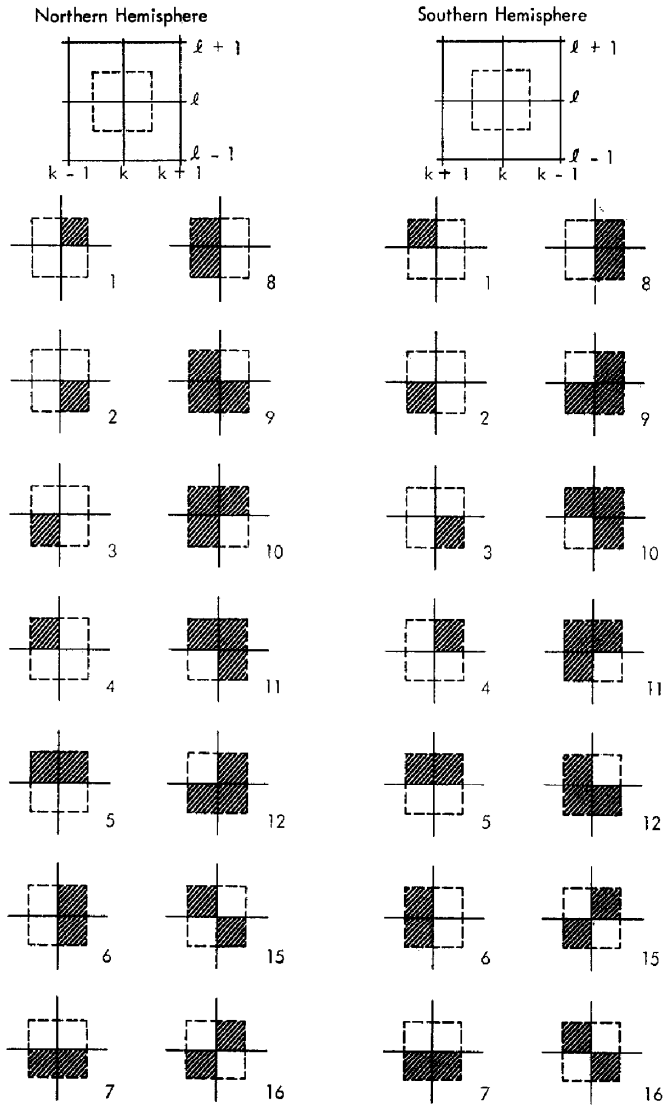 Northern Hemisphere Southern Hemisphere
ℓ + 1 ℓ + 1
ℓ ℓ
ℓ - 1 ℓ - 1
k - 1 k k + 1 k + 1 k k - 1
1 8 1 8
2 9 2 9
3 10 3 10
4 11 4 11
5 12 5 12
6 15 6 15
7 16 7 16